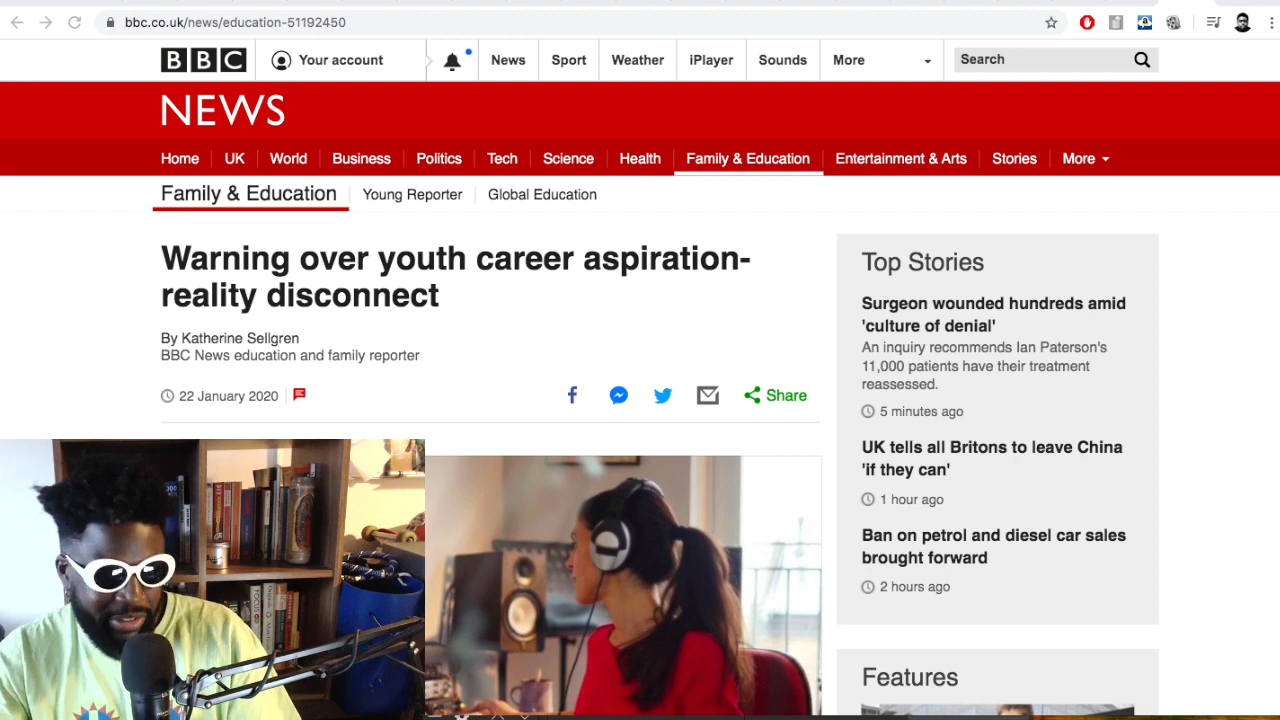 bbc.co.uk/news/education-51192450
BBC
Your account
News
Sport
Weather
iPlayer
Sounds
More
Search
NEWS
Home
UK
World
Business
Politics
Tech
Science
Health
Family & Education
Entertainment & Arts
Stories
More
Family & Education
Young Reporter
Global Education
Warning over youth career aspiration-
reality disconnect
By Katherine Sellgren
BBC News education and family reporter
22 January 2020
Share
Top Stories
Surgeon wounded hundreds amid
'culture of denial'
An inquiry recommends Ian Paterson's
11,000 patients have their treatment
reassessed.
5 minutes ago
UK tells all Britons to leave China
'if they can'
1 hour ago
Ban on petrol and diesel car sales
brought forward
2 hours ago
Features
FOCUS